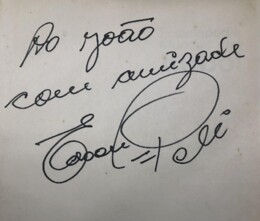 Ao João
com amizade
Edson = Pelé